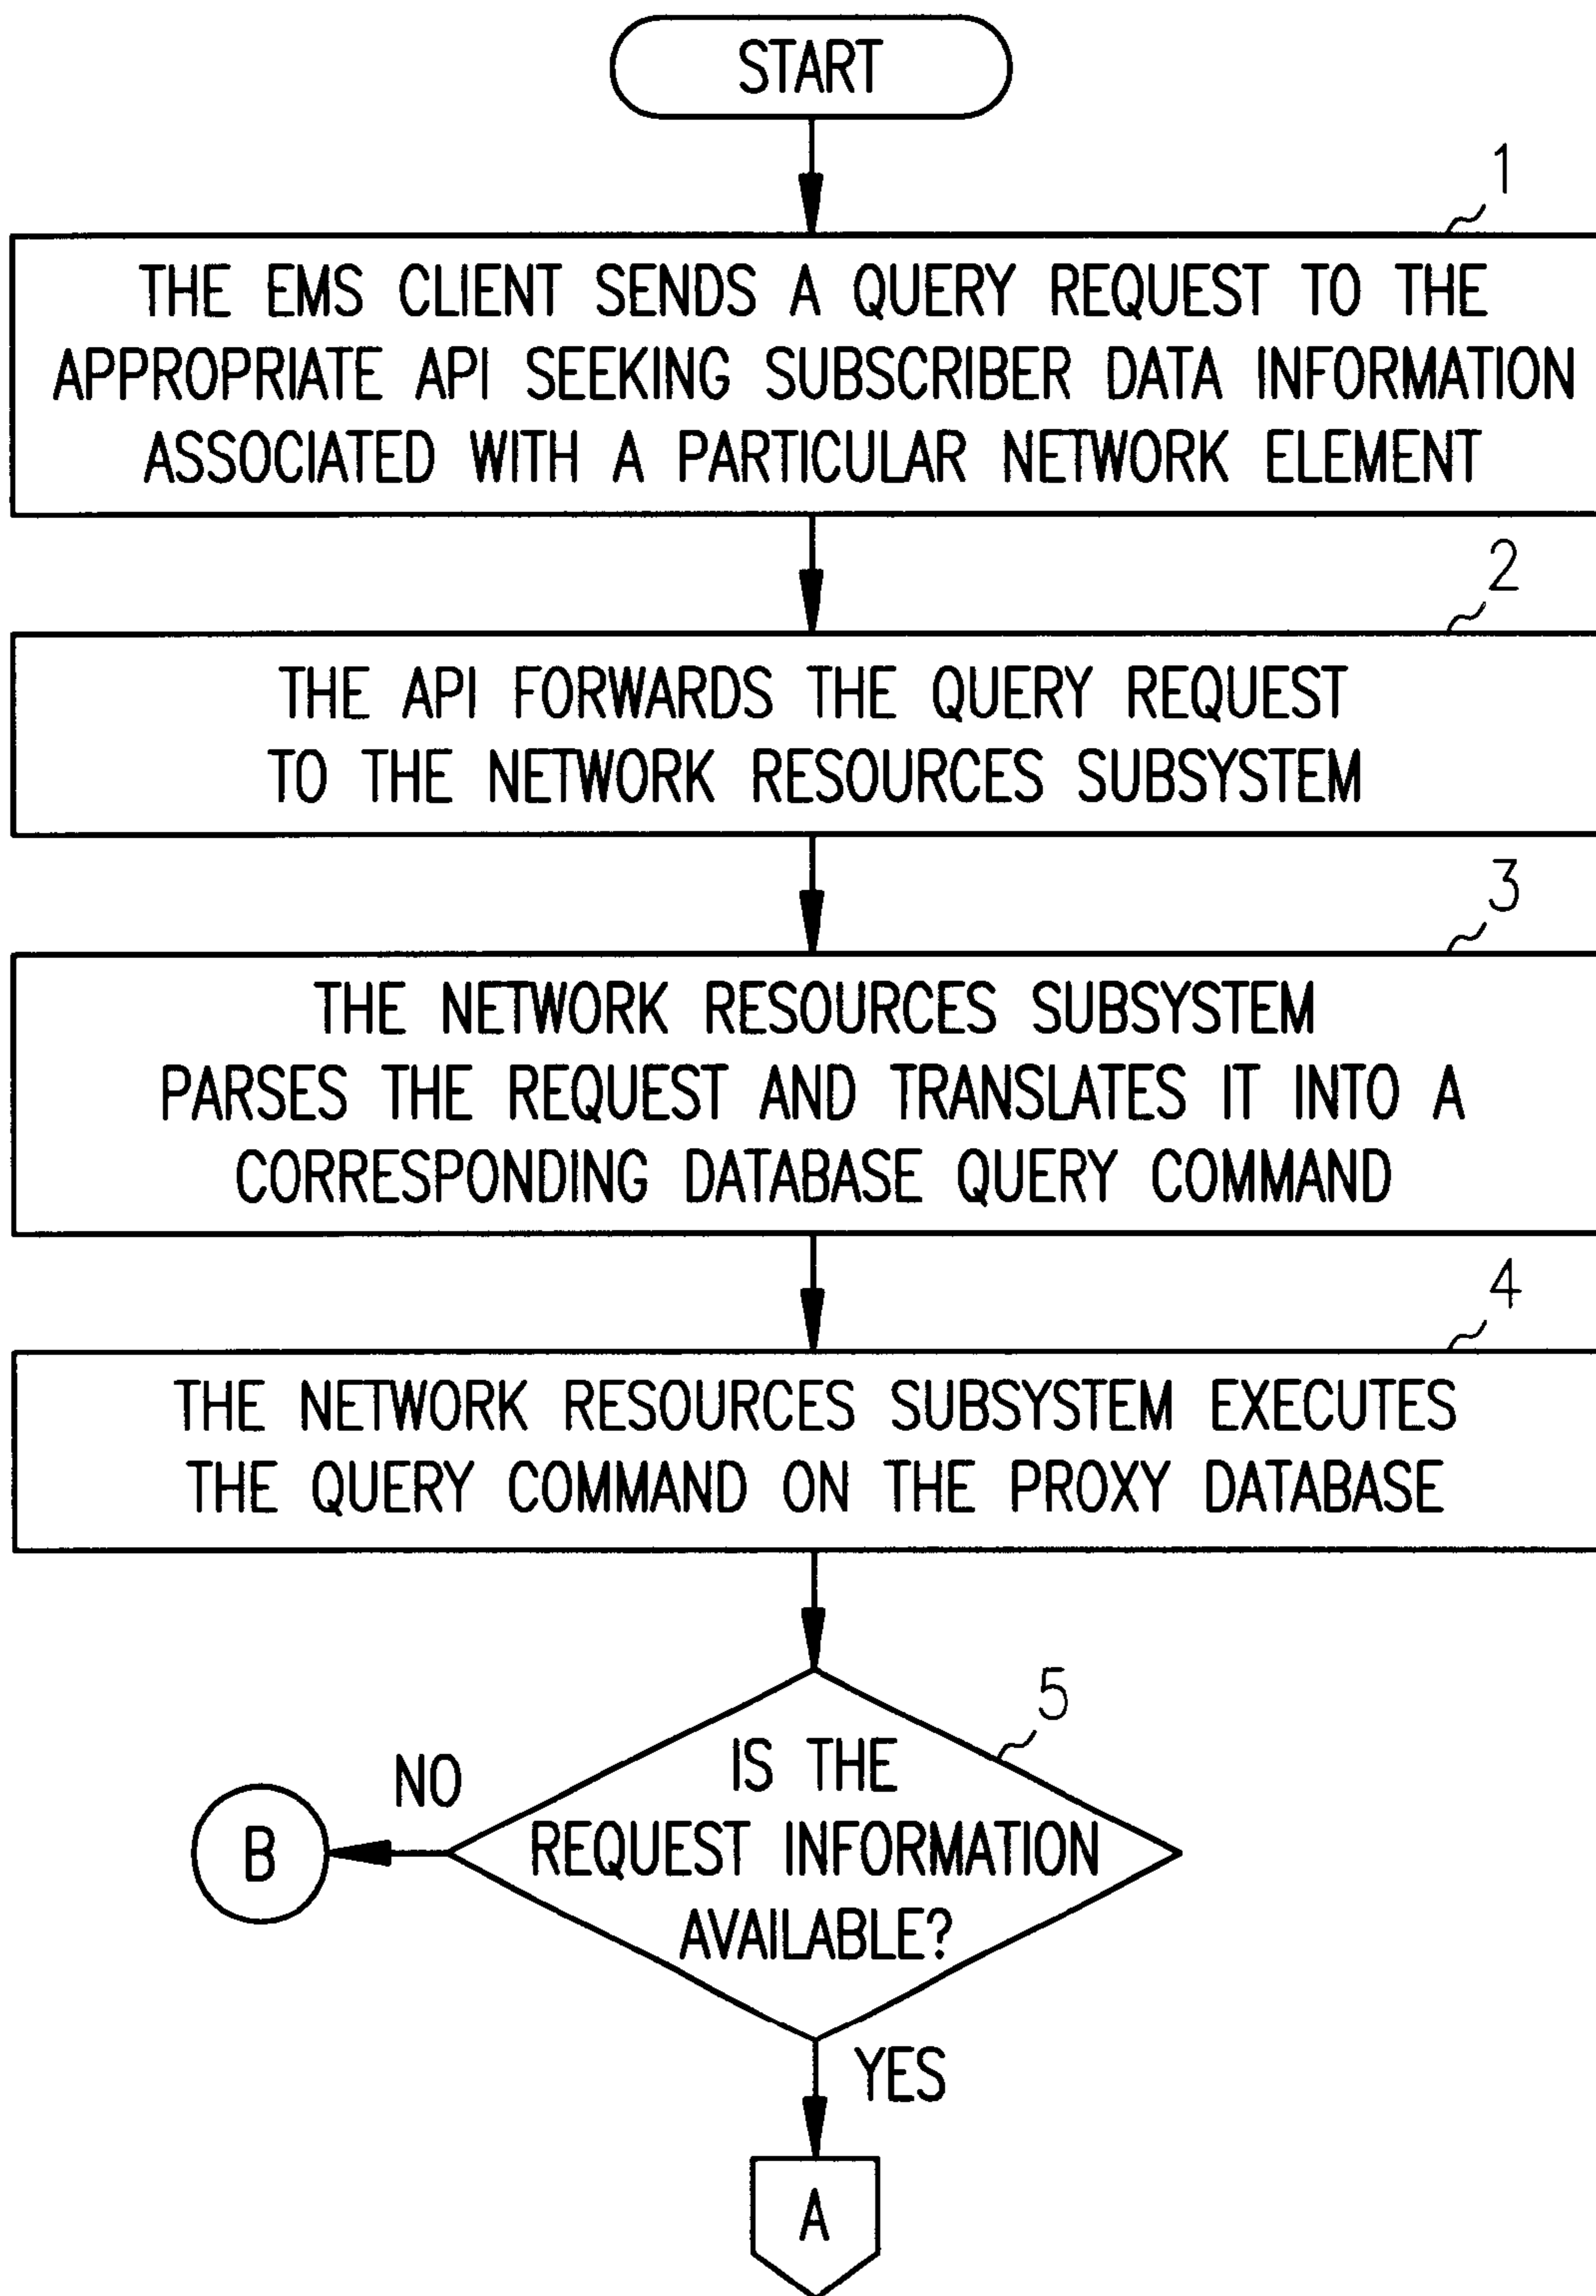 START
1
THE EMS CLIENT SENDS A QUERY REQUEST TO THE
APPROPRIATE API SEEKING SUBSCRIBER DATA INFORMATION
ASSOCIATED WITH A PARTICULAR NETWORK ELEMENT
2
THE API FORWARDS THE QUERY REQUEST
TO THE NETWORK RESOURCES SUBSYSTEM
3
THE NETWORK RESOURCES SUBSYSTEM
PARSES THE REQUEST AND TRANSLATES IT INTO A
CORRESPONDING DATABASE QUERY COMMAND
4
THE NETWORK RESOURCES SUBSYSTEM EXECUTES
THE QUERY COMMAND ON THE PROXY DATABASE
5
IS THE
REQUEST INFORMATION
AVAILABLE?
NO
B
YES
A